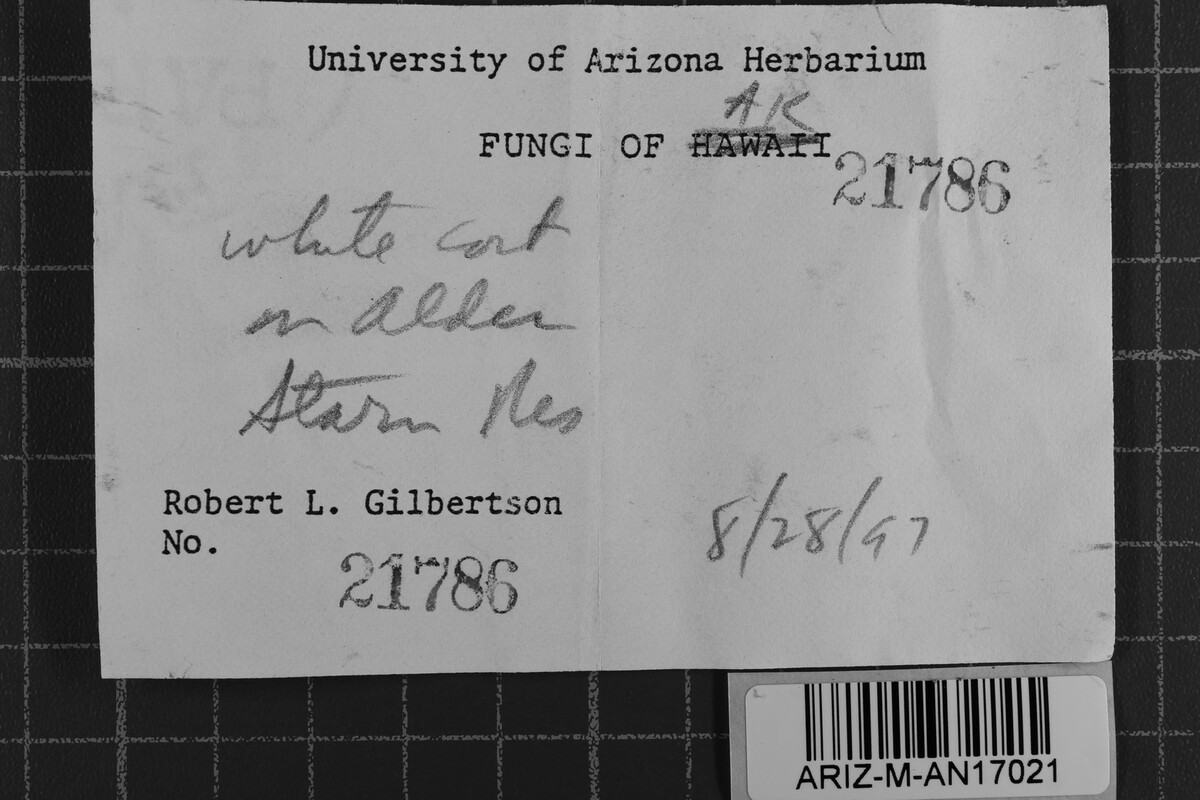 University of Arizona Herbarium
AK
FUNGI OF HAWAII
21786
white cort
on Alder
Starr Res
Robert L. Gilbertson
No.
21786
8/28/97
ARIZ-M-AN17021